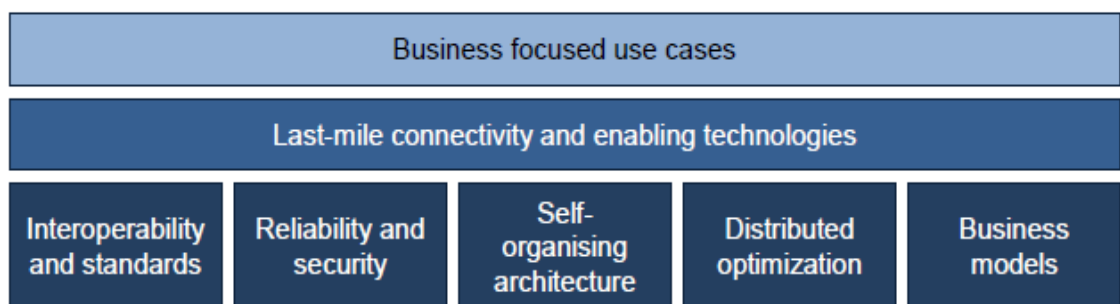 Business focused use cases
Last-mile connectivity and enabling technologies
Interoperability
and standards
Reliability and
security
Self-
organising
architecture
Distributed
optimization
Business
models